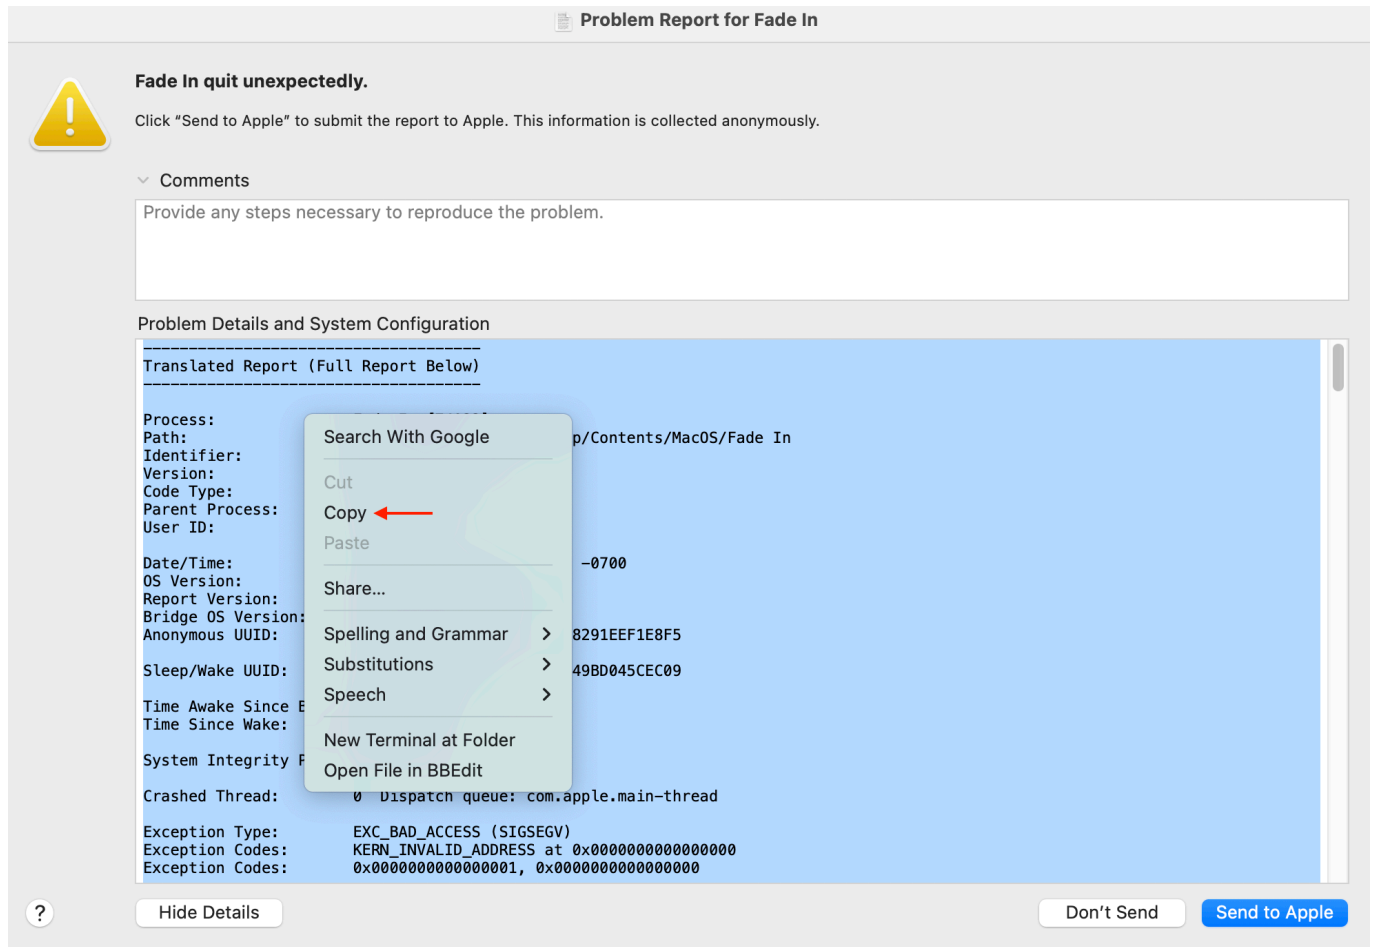 Problem Report for Fade In
Fade In quit unexpectedly.
Click “Send to Apple” to submit the report to Apple. This information is collected anonymously.
Comments
Provide any steps necessary to reproduce the problem.
Problem Details and System Configuration
-------------------------------------
Translated Report (Full Report Below)
-------------------------------------
Process:
Path: p/Contents/MacOS/Fade In
Identifier:
Version:
Code Type:
Parent Process:
User ID:
Date/Time: -0700
OS Version:
Report Version:
Bridge OS Version:
Anonymous UUID: 8291EEF1E8F5
Sleep/Wake UUID: 49BD045CEC09
Time Awake Since B
Time Since Wake:
System Integrity P
Crashed Thread: 0 Dispatch queue: com.apple.main-thread
Exception Type: EXC_BAD_ACCESS (SIGSEGV)
Exception Codes: KERN_INVALID_ADDRESS at 0x0000000000000000
Exception Codes: 0x0000000000000001, 0x0000000000000000
Search With Google
Cut
Copy
Paste
Share...
Spelling and Grammar
Substitutions
Speech
New Terminal at Folder
Open File in BBEdit
?
Hide Details
Don’t Send
Send to Apple